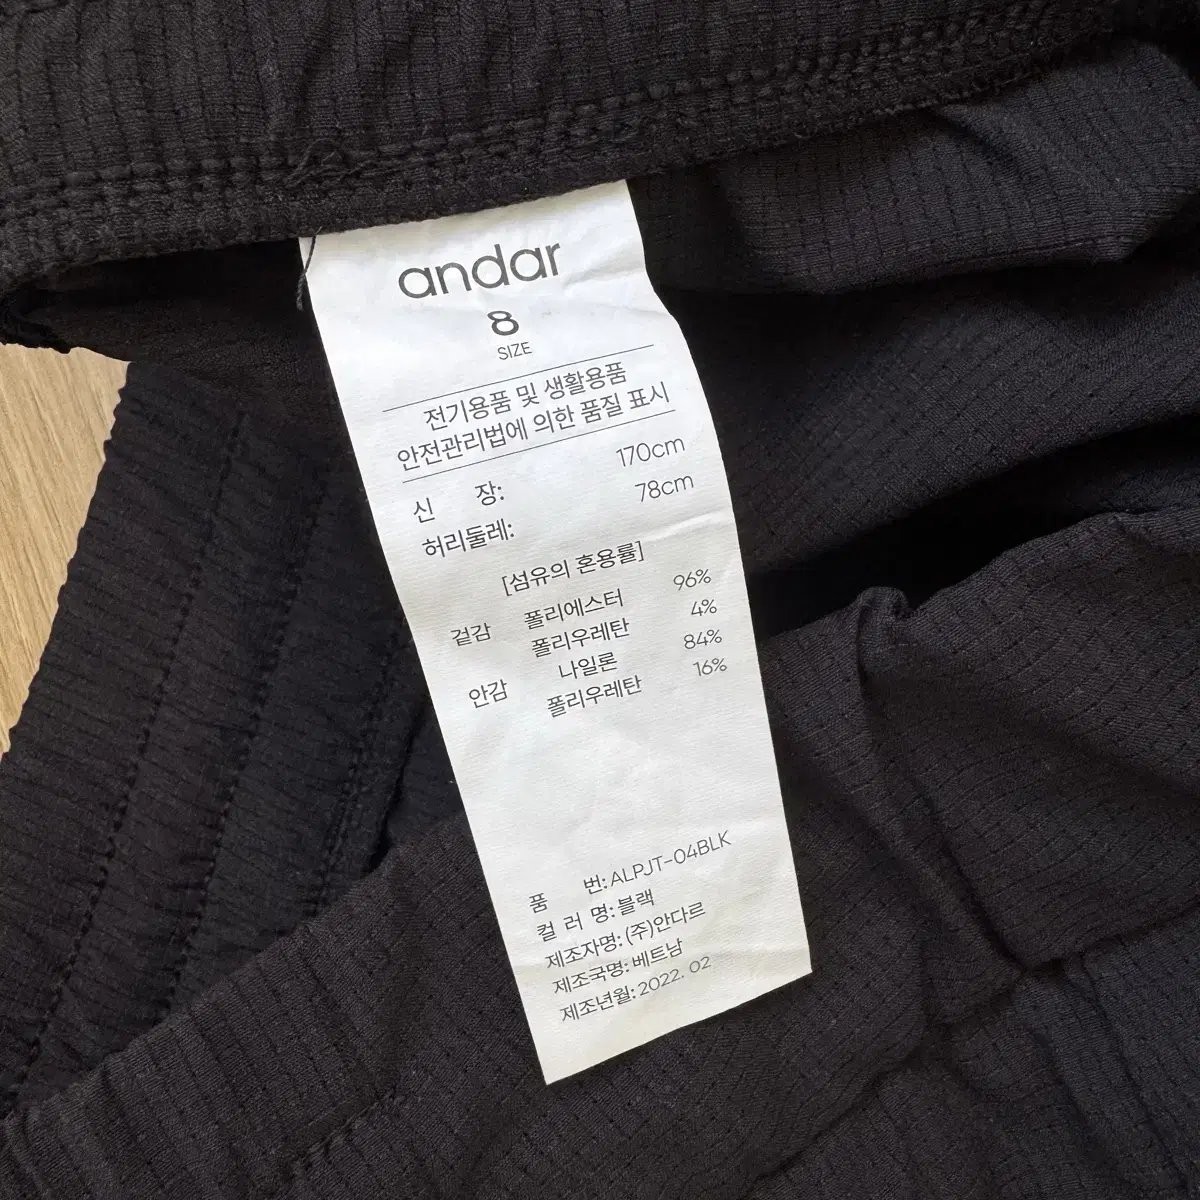 andar
8
SIZE
전기용품 및 생활용품
안전관리법에 의한 품질 표시
신 장: 170cm
허리둘레: 78cm
[섬유의 혼용률]
겉감 폴리에스터 96%
폴리우레탄 4%
안감 나일론 84%
폴리우레탄 16%
품 번: ALPJT-04BLK
컬 러 명: 블랙
제조자명: (주)안다르
제조국명: 베트남
제조년월: 2022. 02